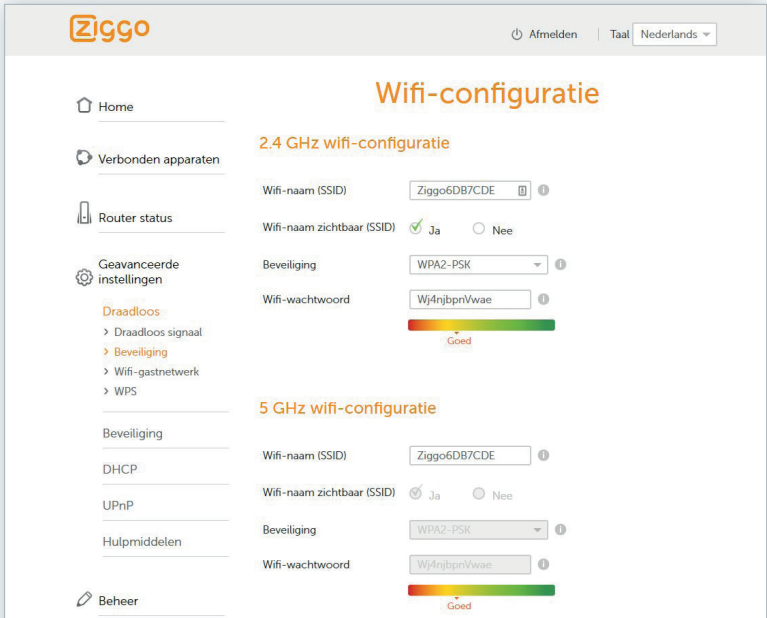 Ziggo
Afmelden
Taal
Nederlands
Home
Verbonden apparaten
Router status
Geavanceerde
instellingen
Draadloos
> Draadloos signaal
> Beveiliging
> Wifi-gastnetwerk
> WPS
Beveiliging
DHCP
UPnP
Hulpmiddelen
Beheer
Wifi-configuratie
2.4 GHz wifi-configuratie
Wifi-naam (SSID) Ziggo6DB7CDE
Wifi-naam zichtbaar (SSID) Ja Nee
Beveiliging WPA2-PSK
Wifi-wachtwoord Wj4njbpnVwae
Goed
5 GHz wifi-configuratie
Wifi-naam (SSID) Ziggo6DB7CDE
Wifi-naam zichtbaar (SSID) Ja Nee
Beveiliging WPA2-PSK
Wifi-wachtwoord Wj4njbpnVwae
Goed